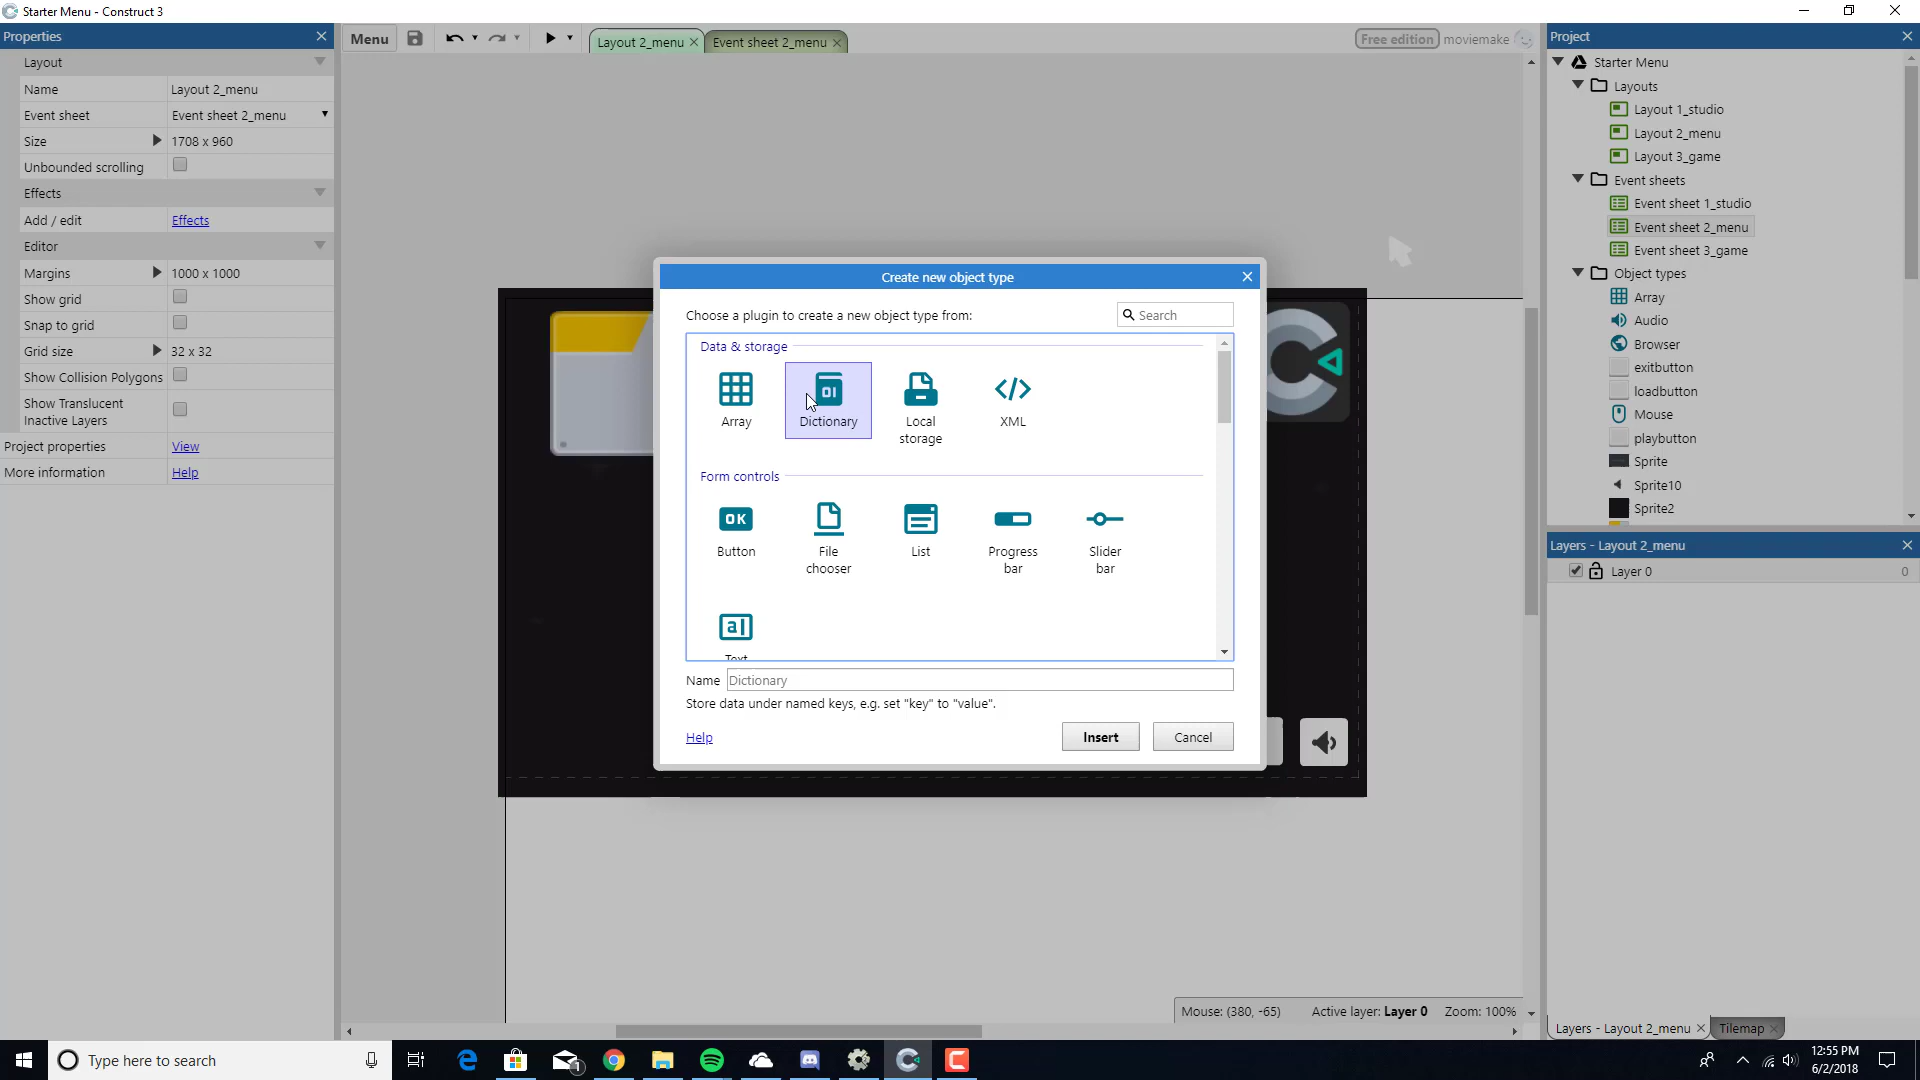 Starter Menu - Construct 3
Properties
Layout
Name Layout 2_menu
Event sheet Event sheet 2_menu
Size 1708 x 960
Unbounded scrolling
Effects
Add / edit Effects
Editor
Margins 1000 x 1000
Show grid
Snap to grid
Grid size 32 x 32
Show Collision Polygons
Show Translucent
Inactive Layers
Project properties View
More information Help
Menu
Layout 2_menu
Event sheet 2_menu
Free edition moviemake
Create new object type
Choose a plugin to create a new object type from:
Search
Data & storage
Array
Dictionary
Local
storage
XML
Form controls
OK
Button
File
chooser
List
Progress
bar
Slider
bar
a
Text
Name Dictionary
Store data under named keys, e.g. set "key" to "value".
Help
Insert
Cancel
Mouse: (380, -65) Active layer: Layer 0 Zoom: 100%
Project
Starter Menu
Layouts
Layout 1_studio
Layout 2_menu
Layout 3_game
Event sheets
Event sheet 1_studio
Event sheet 2_menu
Event sheet 3_game
Object types
Array
Audio
Browser
exitbutton
loadbutton
Mouse
playbutton
Sprite
Sprite10
Sprite2
Layers - Layout 2_menu
Layer 0 0
Layers - Layout 2_menu
Tilemap
Type here to search
1
12:55 PM
6/2/2018